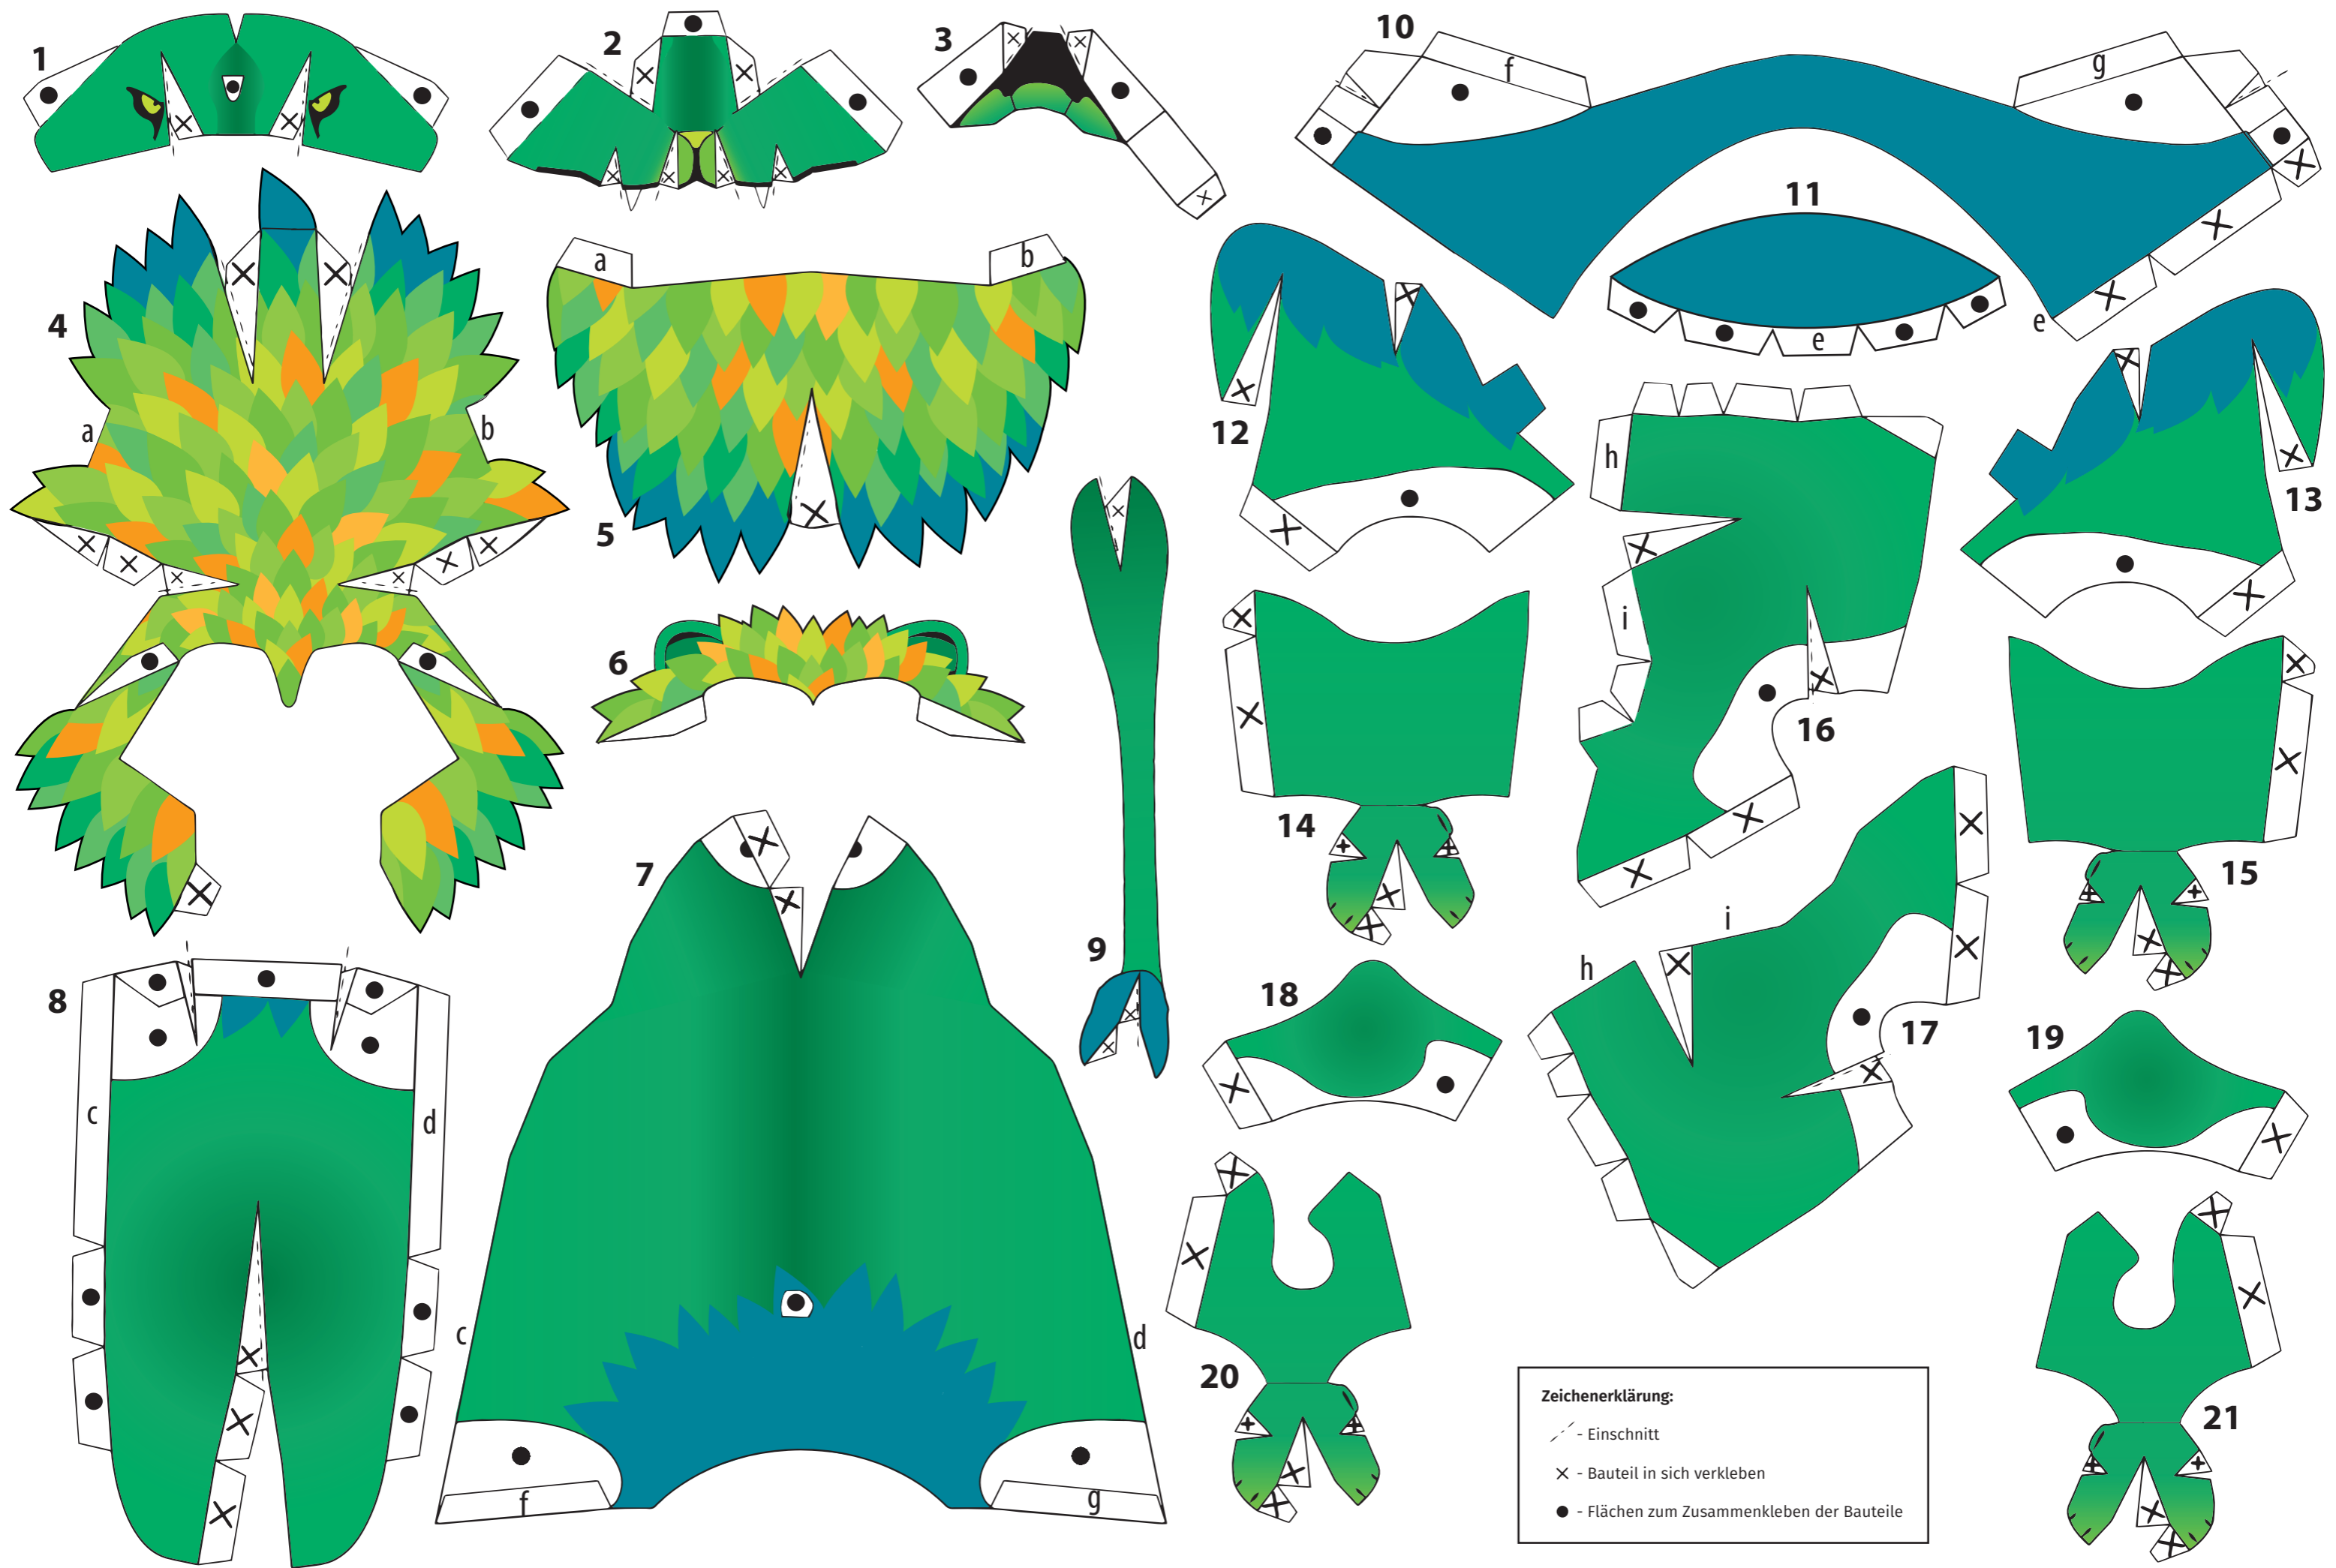 1
2
3
10
f
g
11
e
e
4
a
b
a
b
5
12
13
h
i
6
16
14
15
7
9
8
c
d
c
d
18
i
h
17
19
20
21
f
g
Zeichenerklärung:
- Einschnitt
× - Bauteil in sich verkleben
● - Flächen zum Zusammenkleben der Bauteile